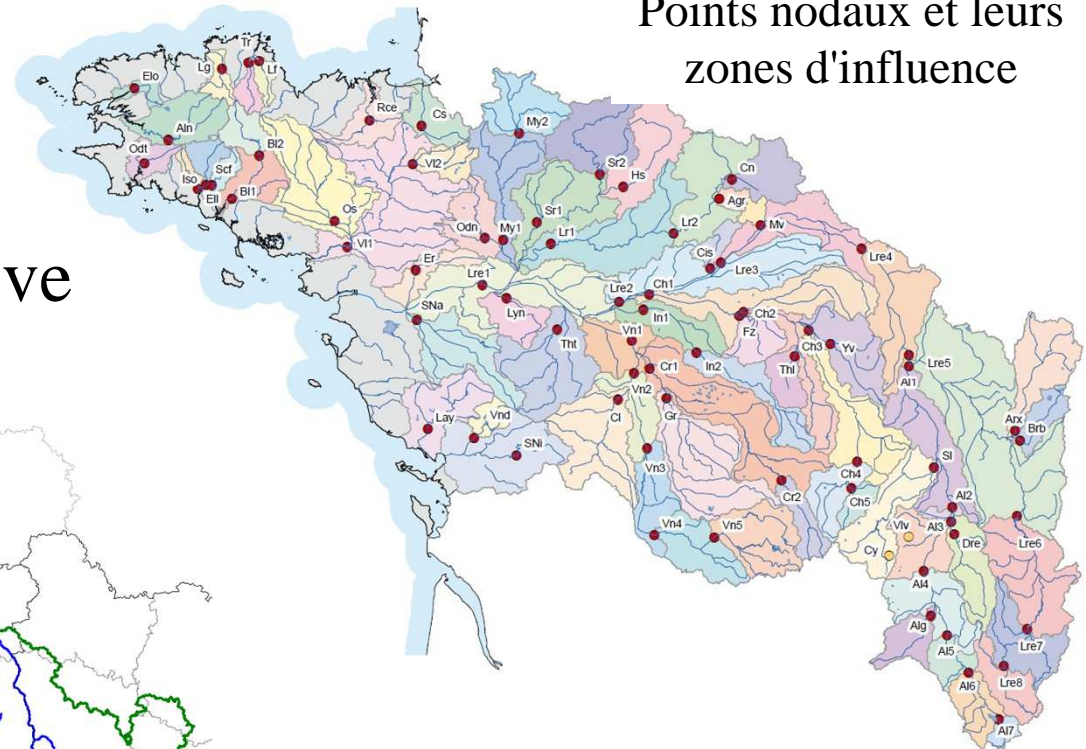 Points nodaux et leurs
zones d'influence
ve
Tr
Lg
Lf
Elo
Rce
Cs
My2
Aln
Bl2
Vl2
Odt
Scf
Sr2
Hs
Cn
Iso
Ell
Bl1
Agr
Os
Sr1
Lr2
Mv
Vl1
Odn
My1
Lr1
Cis
Lre4
Er
Lre1
Lre2
Ch1
Lre3
SNa
Lyn
In1
Ch2
Fz
Tht
Vn1
Ch3
Yv
Cr1
In2
Thl
Lre5
Al1
Vn2
Cl
Gr
Lay
Vnd
Arx
Brb
SNi
Vn3
Ch4
Sl
Cr2
Ch5
Al2
Vn4
Vn5
Vlv
Al3
Dre
Lre6
Cy
Al4
Alg
Al5
Lre7
Al6
Lre8
Al7